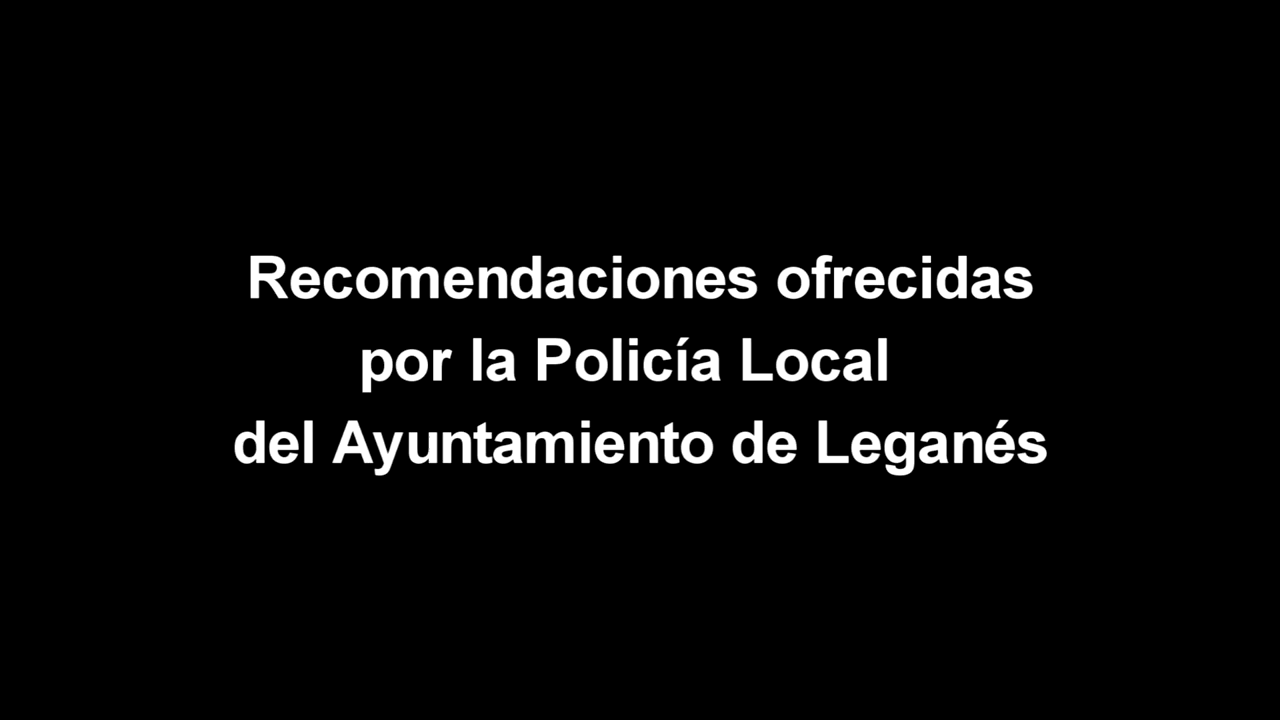 Recomendaciones ofrecidas
por la Policía Local
del Ayuntamiento de Leganés